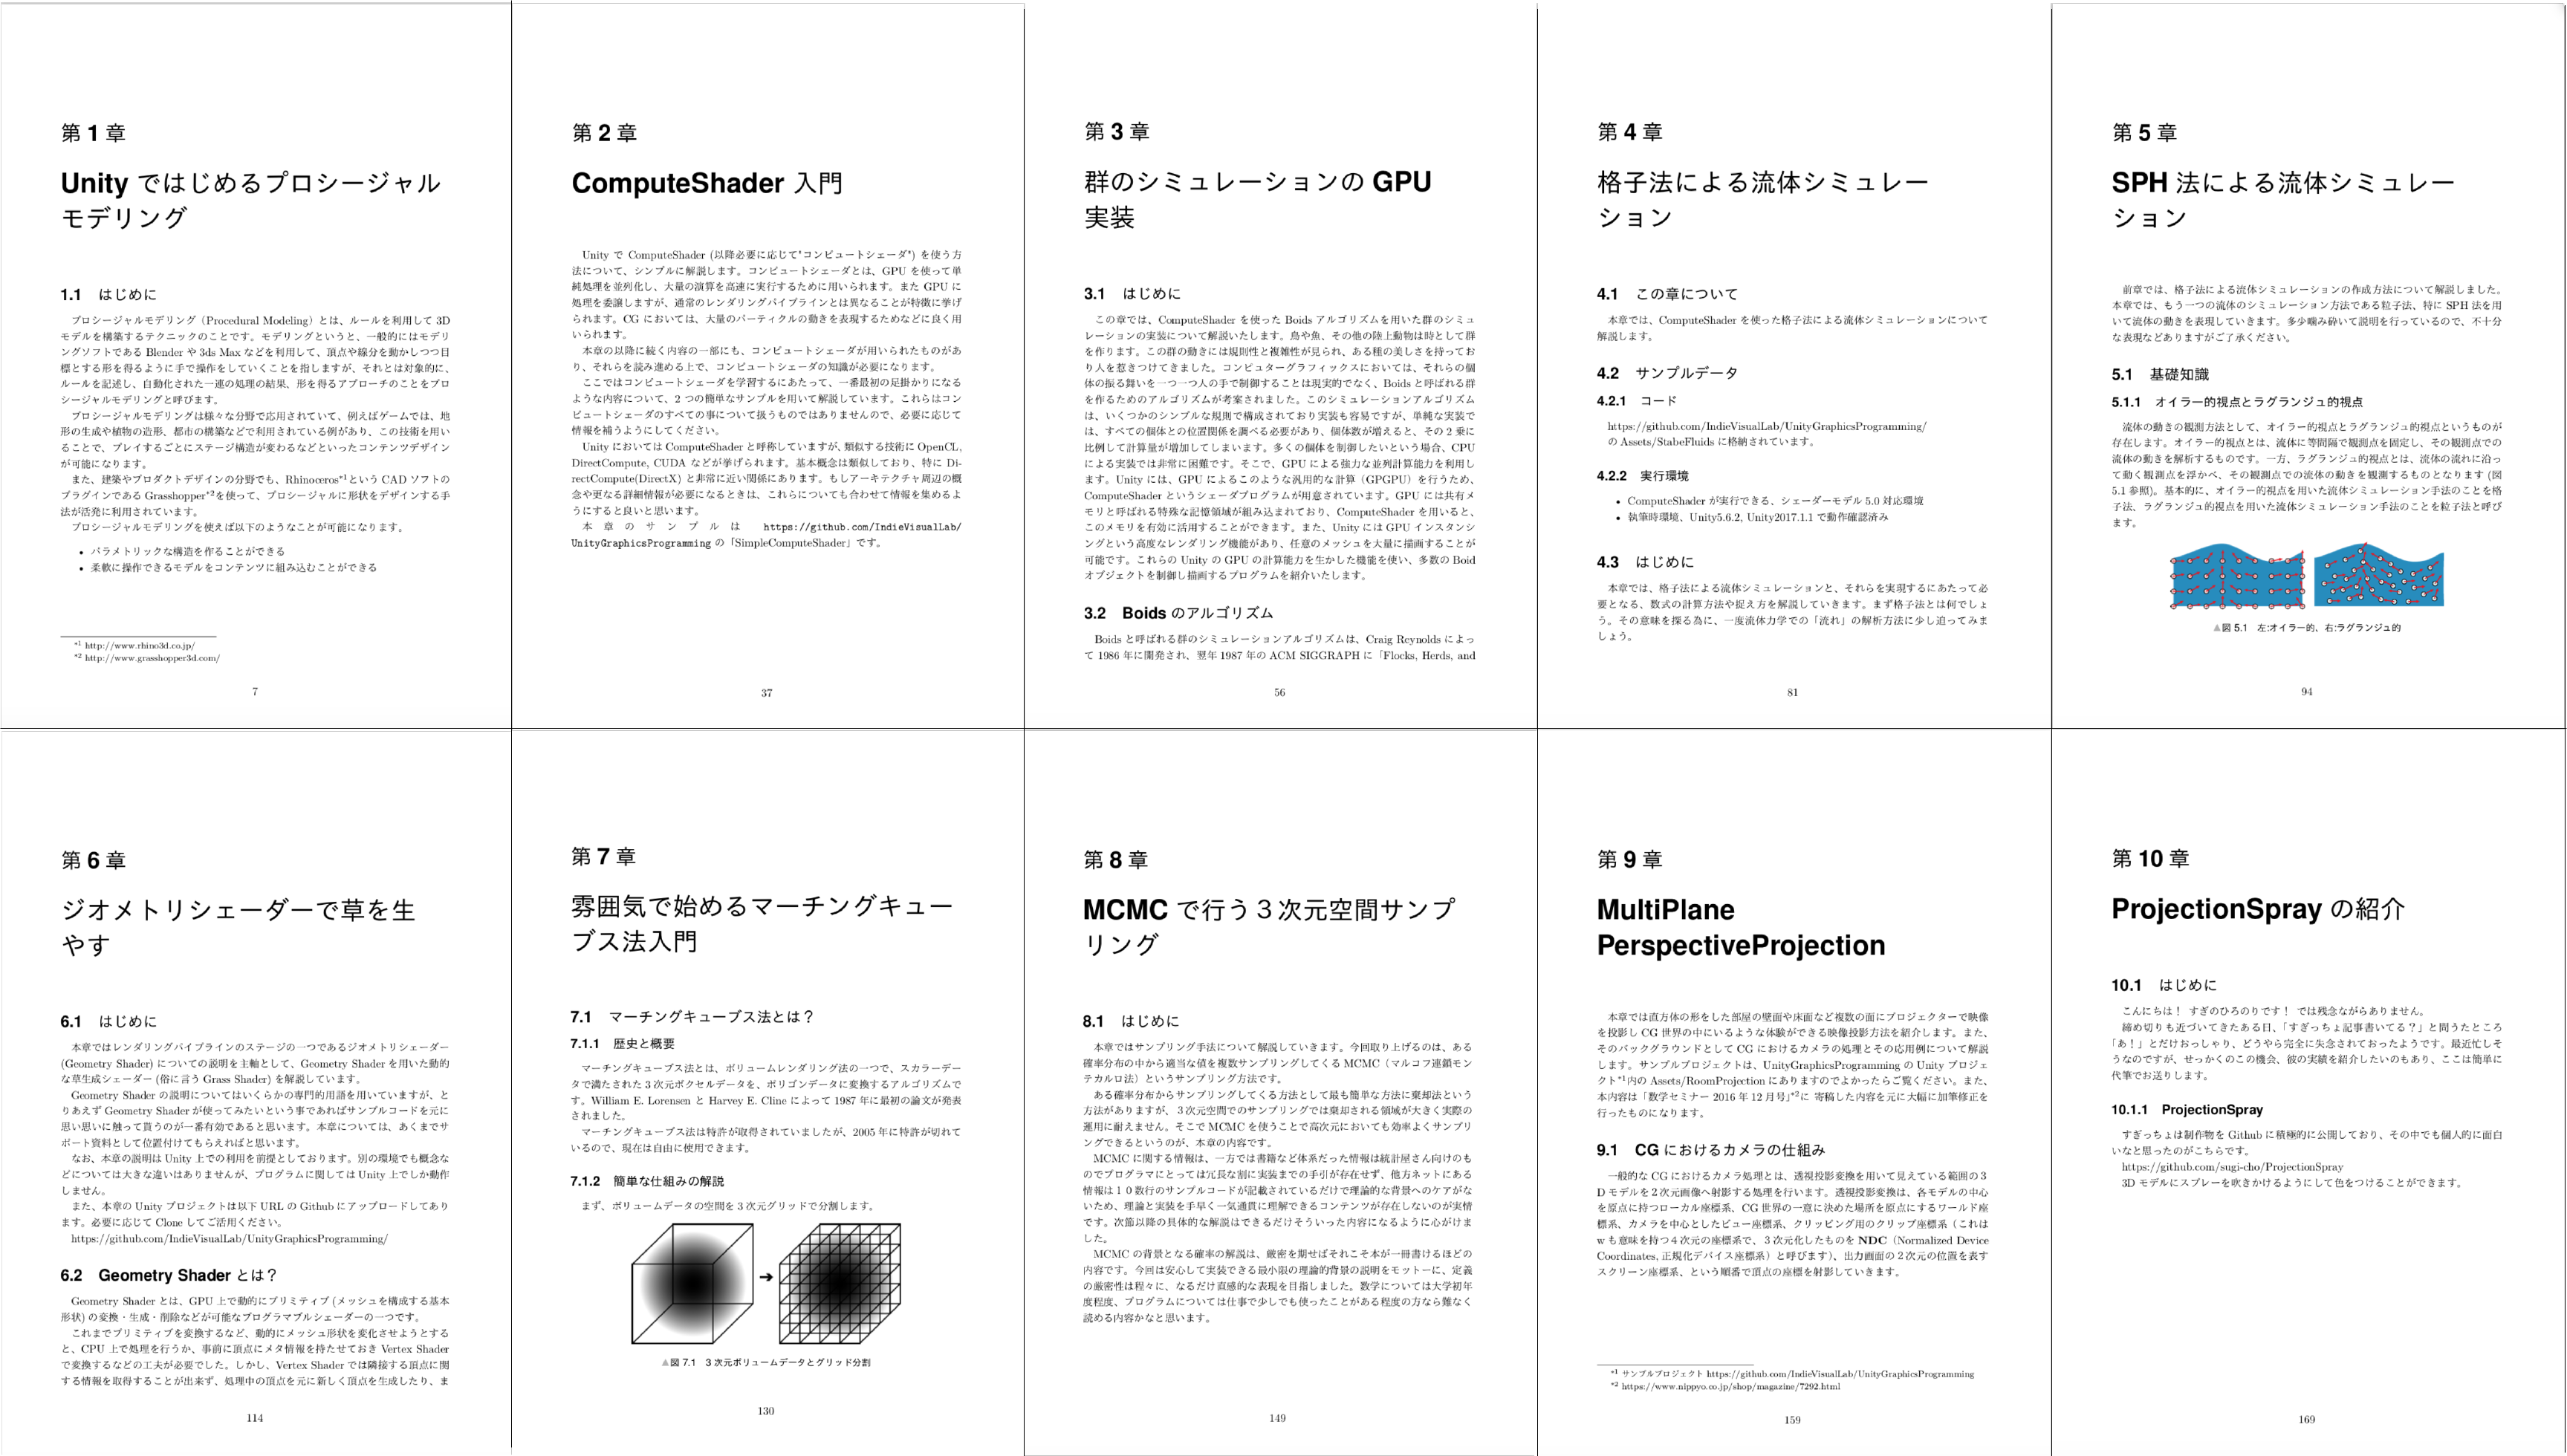 第 1 章
Unity ではじめるプロシージャル
モデリング
1.1 はじめに
プロシージャルモデリング（Procedural Modeling）とは、ルールを利用して 3D
モデルを構築するテクニックのことです。モデリングというと、一般的にはモデリ
ングソフトである Blender や 3ds Max などを利用して、頂点や線分を動かしつつ目
標とする形を得るように手で操作をしていくことを指しますが、それとは対象的に、
ルールを記述し、自動化された一連の処理の結果、形を得るアプローチのことをプロ
シージャルモデリングと呼びます。
プロシージャルモデリングは様々な分野で応用されていて、例えばゲームでは、地
形の生成や植物の造形、都市の構築などで利用されている例があり、この技術を用い
ることで、プレイするごとにステージ構造が変わるなどといったコンテンツデザイン
が可能になります。
また、建築やプロダクトデザインの分野でも、Rhinoceros*1という CAD ソフトの
プラグインである Grasshopper*2を使って、プロシージャルに形状をデザインする手
法が活発に利用されています。
プロシージャルモデリングを使えば以下のようなことが可能になります。
• パラメトリックな構造を作ることができる
• 柔軟に操作できるモデルをコンテンツに組み込むことができる
*1 http://www.rhino3d.co.jp/
*2 http://www.grasshopper3d.com/
7
第 2 章
ComputeShader 入門
Unity で ComputeShader (以降必要に応じて"コンピュートシェーダ") を使う方
法について、シンプルに解説します。コンピュートシェーダとは、GPU を使って単
純処理を並列化し、大量の演算を高速に実行するために用いられます。また GPU に
処理を委譲しますが、通常のレンダリングパイプラインとは異なることが特徴に挙げ
られます。CG においては、大量のパーティクルの動きを表現するためなどに良く用
いられます。
本章の以降に続く内容の一部にも、コンピュートシェーダが用いられたものがあ
り、それらを読み進める上で、コンピュートシェーダの知識が必要になります。
ここではコンピュートシェーダを学習するにあたって、一番最初の足掛かりになる
ような内容について、2 つの簡単なサンプルを用いて解説しています。これらはコン
ピュートシェーダのすべての事について扱うものではありませんので、必要に応じて
情報を補うようにしてください。
Unity においては ComputeShader と呼称していますが、類似する技術に OpenCL,
DirectCompute, CUDA などが挙げられます。基本概念は類似しており、特に Di-
rectCompute(DirectX) と非常に近い関係にあります。もしアーキテクチャ周辺の概
念や更なる詳細情報が必要になるときは、これらについても合わせて情報を集めるよ
うにすると良いと思います。
本 章 の サ ン プ ル は https://github.com/IndieVisualLab/
UnityGraphicsProgramming の「SimpleComputeShader」です。
37
第 3 章
群のシミュレーションの GPU
実装
3.1 はじめに
この章では、ComputeShader を使った Boids アルゴリズムを用いた群のシミュ
レーションの実装について解説いたします。鳥や魚、その他の陸上動物は時として群
を作ります。この群の動きには規則性と複雑性が見られ、ある種の美しさを持ってお
り人を惹きつけてきました。コンピュータグラフィックスにおいては、それらの個
体の振る舞いを一つ一つ人の手で制御することは現実的でなく、Boids と呼ばれる群
を作るためのアルゴリズムが考案されました。このシミュレーションアルゴリズム
は、いくつかのシンプルな規則で構成されており実装も容易ですが、単純な実装で
は、すべての個体との位置関係を調べる必要があり、個体数が増えると、その 2 乗に
比例して計算量が増加してしまいます。多くの個体を制御したいという場合、CPU
による実装では非常に困難です。そこで、GPU による強力な並列計算能力を利用し
ます。Unity には、GPU によるこのような汎用的な計算（GPGPU）を行うため、
ComputeShader というシェーダプログラムが用意されています。GPU には共有メ
モリと呼ばれる特殊な記憶領域が組み込まれており、ComputeShader を用いると、
このメモリを有効に活用することができます。また、Unity には GPU インスタンシ
ングという高度なレンダリング機能があり、任意のメッシュを大量に描画することが
可能です。これらの Unity の GPU の計算能力を生かした機能を使い、多数の Boid
オブジェクトを制御し描画するプログラムを紹介いたします。
3.2 Boids のアルゴリズム
Boids と呼ばれる群のシミュレーションアルゴリズムは、Craig Reynolds によっ
て 1986 年に開発され、翌年 1987 年の ACM SIGGRAPH に「Flocks, Herds, and
56
第 4 章
格子法による流体シミュレー
ション
4.1 この章について
本章では、ComputeShader を使った格子法による流体シミュレーションについて
解説します。
4.2 サンプルデータ
4.2.1 コード
https://github.com/IndieVisualLab/UnityGraphicsProgramming/
の Assets/StabeFluids に格納されています。
4.2.2 実行環境
• ComputeShader が実行できる、シェーダーモデル 5.0 対応環境
• 執筆時環境、Unity5.6.2, Unity2017.1.1 で動作確認済み
4.3 はじめに
本章では、格子法による流体シミュレーションと、それらを実現するにあたって必
要となる、数式の計算方法や捉え方を解説していきます。まず格子法とは何でしょ
う。その意味を探る為に、一度流体力学での「流れ」の解析方法に少し迫ってみま
しょう。
81
第 5 章
SPH 法による流体シミュレー
ション
前章では、格子法による流体シミュレーションの作成方法について解説しました。
本章では、もう一つの流体のシミュレーション方法である粒子法、特に SPH 法を用
いて流体の動きを表現していきます。多少噛み砕いて説明を行っているので、不十分
な表現などありますがご了承ください。
5.1 基礎知識
5.1.1 オイラー的視点とラグランジュ的視点
流体の動きの観測方法として、オイラー的視点とラグランジュ的視点というものが
存在します。オイラー的視点とは、流体に等間隔で観測点を固定し、その観測点での
流体の動きを解析するものです。一方、ラグランジュ的視点とは、流体の流れに沿っ
て動く観測点を浮かべ、その観測点での流体の動きを観測するものとなります (図
5.1 参照)。基本的に、オイラー的視点を用いた流体シミュレーション手法のことを格
子法、ラグランジュ的視点を用いた流体シミュレーション手法のことを粒子法と呼び
ます。
▲図 5.1 左:オイラー的、右:ラグランジュ的
94
第 6 章
ジオメトリシェーダーで草を生
やす
6.1 はじめに
本章ではレンダリングパイプラインのステージの一つであるジオメトリシェーダー
(Geometry Shader) についての説明を主軸として、Geometry Shader を用いた動的
な草生成シェーダー (俗に言う Grass Shader) を解説しています。
Geometry Shader の説明についてはいくらかの専門的用語を用いていますが、と
りあえず Geometry Shader が使ってみたいという事であればサンプルコードを元に
思い思いに触って貰うのが一番有効であると思います。本章については、あくまでサ
ポート資料として位置付けてもらえればと思います。
なお、本章の説明は Unity 上での利用を前提としております。別の環境でも概念な
どについては大きな違いはありませんが、プログラムに関しては Unity 上でしか動作
しません。
また、本章の Unity プロジェクトは以下 URL の Github にアップロードしてあり
ます。必要に応じて Clone してご活用ください。
https://github.com/IndieVisualLab/UnityGraphicsProgramming/
6.2 Geometry Shader とは？
Geometry Shader とは、GPU 上で動的にプリミティブ (メッシュを構成する基本
形状) の変換・生成・削除などが可能なプログラマブルシェーダーの一つです。
これまでプリミティブを変換するなど、動的にメッシュ形状を変化させようとする
と、CPU 上で処理を行うか、事前に頂点にメタ情報を持たせておき Vertex Shader
で変換するなどの工夫が必要でした。しかし、Vertex Shader では隣接する頂点に関
する情報を取得することが出来ず、処理中の頂点を元に新しく頂点を生成したり、ま
114
第 7 章
雰囲気で始めるマーチングキュー
ブス法入門
7.1 マーチングキューブス法とは？
7.1.1 歴史と概要
マーチングキューブス法とは、ボリュームレンダリング法の一つで、スカラーデー
タで満たされた 3 次元ボクセルデータを、ポリゴンデータに変換するアルゴリズムで
す。William E. Lorensen と Harvey E. Cline によって 1987 年に最初の論文が発表
されました。
マーチングキューブス法は特許が取得されていましたが、2005 年に特許が切れて
いるので、現在は自由に使用できます。
7.1.2 簡単な仕組みの解説
まず、ボリュームデータの空間を 3 次元グリッドで分割します。
▲図 7.1 3 次元ボリュームデータとグリッド分割
130
第 8 章
MCMC で行う３次元空間サンプ
リング
8.1 はじめに
本章ではサンプリング手法について解説していきます。今回取り上げるのは、ある
確率分布の中から適当な値を複数サンプリングしてくる MCMC（マルコフ連鎖モン
テカルロ法）というサンプリング方法です。
ある確率分布からサンプリングしてくる方法として最も簡単な方法に棄却法という
方法がありますが、３次元空間でのサンプリングでは棄却される領域が大きく実際の
運用に耐えません。そこで MCMC を使うことで高次元においても効率よくサンプリ
ングできるというのが、本章の内容です。
MCMC に関する情報は、一方では書籍など体系だった情報は統計屋さん向けのも
のでプログラマにとっては冗長な割に実装までの手引が存在せず、他方ネットにある
情報は１０数行のサンプルコードが記載されているだけで理論的な背景へのケアがな
いため、理論と実装を手早く一気通貫に理解できるコンテンツが存在しないのが実情
です。次節以降の具体的な解説はできるだけそういった内容になるように心がけま
した。
MCMC の背景となる確率の解説は、厳密を期せばそれこそ本が一冊書けるほどの
内容です。今回は安心して実装できる最小限の理論的背景の説明をモットーに、定義
の厳密性は程々に、なるだけ直感的な表現を目指しました。数学については大学初年
度程度、プログラムについては仕事で少しでも使ったことがある程度の方なら難なく
読める内容かなと思います。
149
第 9 章
MultiPlane
PerspectiveProjection
本章では直方体の形をした部屋の壁面や床面など複数の面にプロジェクターで映像
を投影し CG 世界の中にいるような体験ができる映像投影方法を紹介します。また、
そのバックグラウンドとして CG におけるカメラの処理とその応用例について解説
します。サンプルプロジェクトは、UnityGraphicsProgramming の Unity プロジェ
クト*1内の Assets/RoomProjection にありますのでよかったらご覧ください。また、
本内容は「数学セミナー 2016 年 12 月号」*2に 寄稿した内容を元に大幅に加筆修正を
行ったものになります。
9.1 CG におけるカメラの仕組み
一般的な CG におけるカメラ処理とは、透視投影変換を用いて見えている範囲の３
D モデルを２次元画像へ射影する処理を行います。透視投影変換は、各モデルの中心
を原点に持つローカル座標系、CG 世界の一意に決めた場所を原点にするワールド座
標系、カメラを中心としたビュー座標系、クリッピング用のクリップ座標系（これは
w も意味を持つ４次元の座標系で、３次元化したものを NDC（Normalized Device
Coordinates, 正規化デバイス座標系）と呼びます）、出力画面の２次元の位置を表す
スクリーン座標系、という順番で頂点の座標を射影していきます。
*1 サンプルプロジェクト https://github.com/IndieVisualLab/UnityGraphicsProgramming
*2 https://www.nippyo.co.jp/shop/magazine/7292.html
159
第 10 章
ProjectionSpray の紹介
10.1 はじめに
こんにちは！ すぎのひろのりです！ では残念ながらありません。
締め切りも近づいてきたある日、「すぎっちょ記事書いてる？」と問うたところ
「あ！」とだけおっしゃり、どうやら完全に失念されておったようです。最近忙しそ
うなのですが、せっかくのこの機会、彼の実績を紹介したいのもあり、ここは簡単に
代筆でお送りします。
10.1.1 ProjectionSpray
すぎっちょは制作物を Github に積極的に公開しており、その中でも個人的に面白
いなと思ったのがこちらです。
https://github.com/sugi-cho/ProjectionSpray
3D モデルにスプレーを吹きかけるようにして色をつけることができます。
169